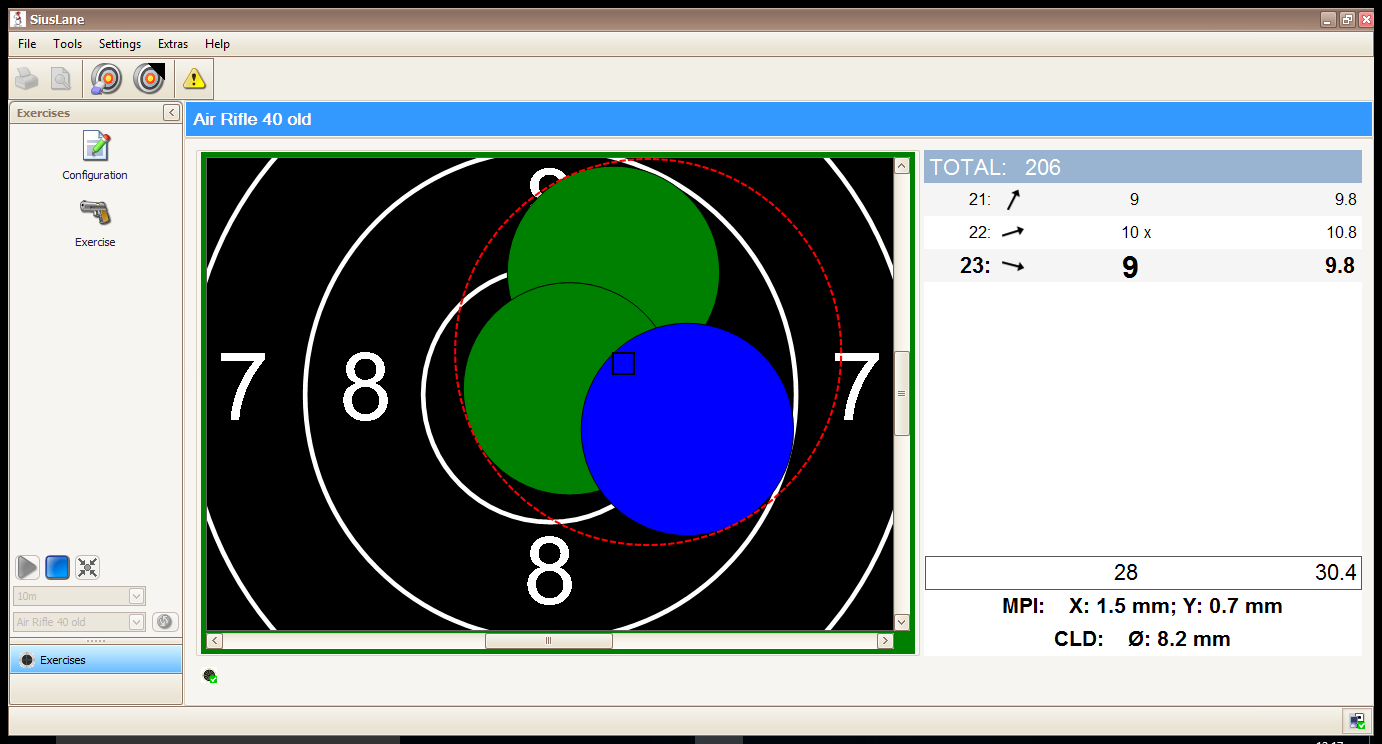 SiusLane
File Tools Settings Extras Help
Exercises
Configuration
Exercise
10m
Air Rifle 40 old
Exercises
Air Rifle 40 old
8
7 8 7
8
TOTAL: 206
21: 9 9.8
22: 10 x 10.8
23: 9 9.8
28 30.4
MPI: X: 1.5 mm; Y: 0.7 mm
CLD: Ø: 8.2 mm